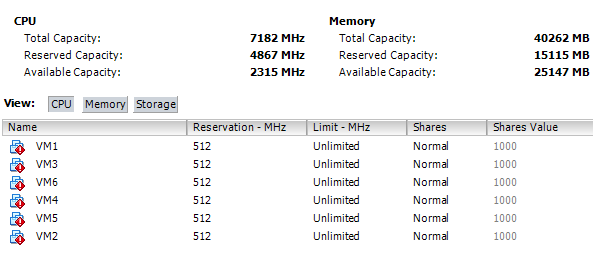 CPU Memory
Total Capacity: 7182 MHz Total Capacity: 40262 MB
Reserved Capacity: 4867 MHz Reserved Capacity: 15115 MB
Available Capacity: 2315 MHz Available Capacity: 25147 MB
View: CPU Memory Storage
Name Reservation - MHz Limit - MHz Shares Shares Value
VM1 512 Unlimited Normal 1000
VM3 512 Unlimited Normal 1000
VM6 512 Unlimited Normal 1000
VM4 512 Unlimited Normal 1000
VM5 512 Unlimited Normal 1000
VM2 512 Unlimited Normal 1000